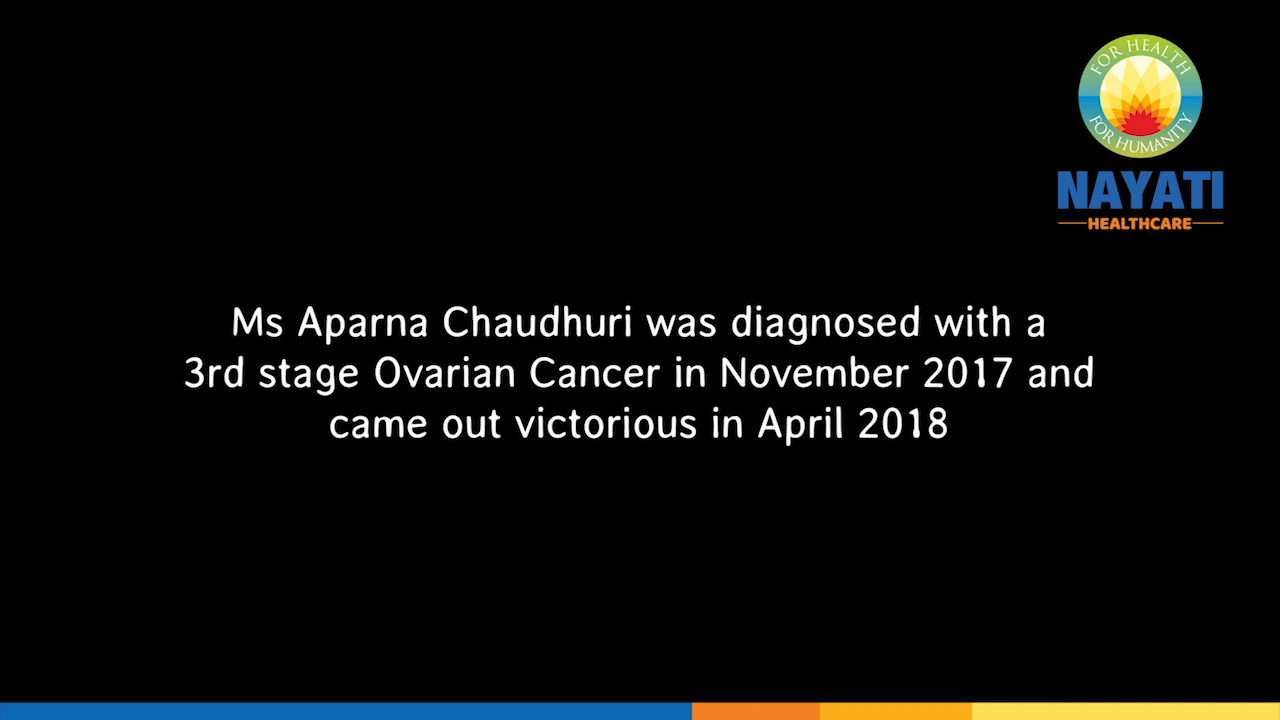 FOR HEALTH
FOR HUMANITY
NAYATI
HEALTHCARE
Ms Aparna Chaudhuri was diagnosed with a
3rd stage Ovarian Cancer in November 2017 and
came out victorious in April 2018